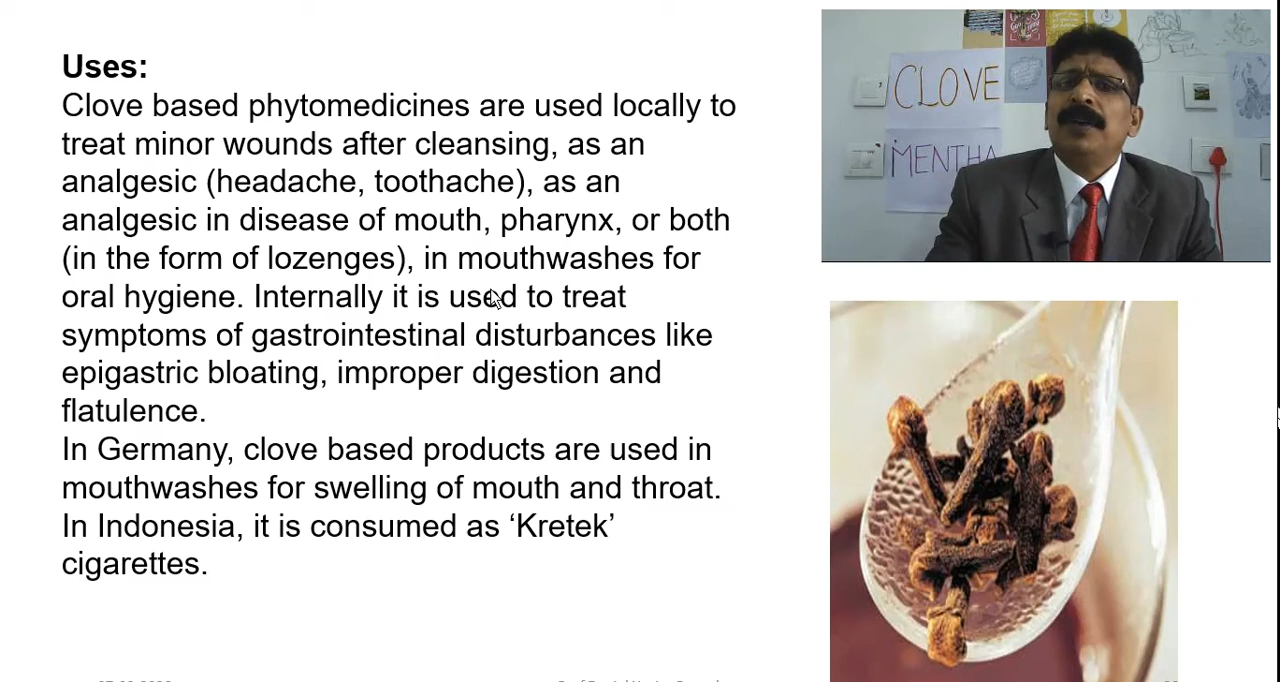 Uses:
Clove based phytomedicines are used locally to
treat minor wounds after cleansing, as an
analgesic (headache, toothache), as an
analgesic in disease of mouth, pharynx, or both
(in the form of lozenges), in mouthwashes for
oral hygiene. Internally it is used to treat
symptoms of gastrointestinal disturbances like
epigastric bloating, improper digestion and
flatulence.
In Germany, clove based products are used in
mouthwashes for swelling of mouth and throat.
In Indonesia, it is consumed as ‘Kretek’
cigarettes.
CLOVE
MENTHA